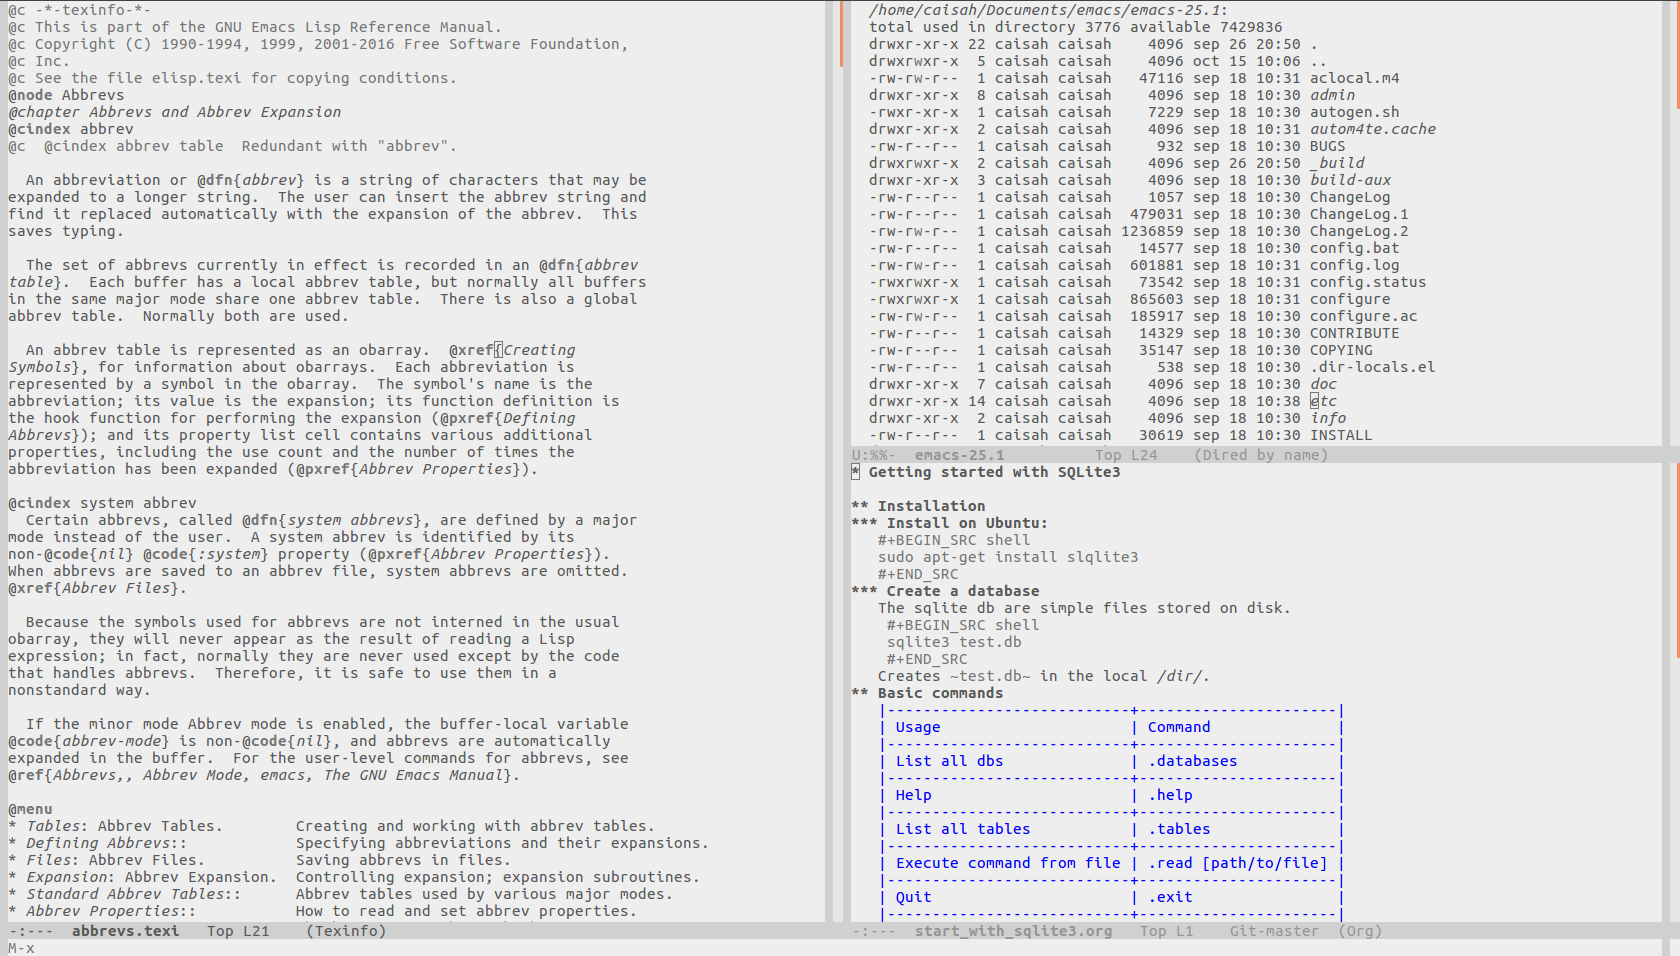 @c -*-texinfo-*-
@c This is part of the GNU Emacs Lisp Reference Manual.
@c Copyright (C) 1990-1994, 1999, 2001-2016 Free Software Foundation,
@c Inc.
@c See the file elisp.texi for copying conditions.
@node Abbrevs
@chapter Abbrevs and Abbrev Expansion
@cindex abbrev
@c  @cindex abbrev table  Redundant with "abbrev".
  An abbreviation or @dfn{abbrev} is a string of characters that may be
expanded to a longer string.  The user can insert the abbrev string and
find it replaced automatically with the expansion of the abbrev.  This
saves typing.
  The set of abbrevs currently in effect is recorded in an @dfn{abbrev
table}.  Each buffer has a local abbrev table, but normally all buffers
in the same major mode share one abbrev table.  There is also a global
abbrev table.  Normally both are used.
  An abbrev table is represented as an obarray.  @xref{Creating
Symbols}, for information about obarrays.  Each abbreviation is
represented by a symbol in the obarray.  The symbol's name is the
abbreviation; its value is the expansion; its function definition is
the hook function for performing the expansion (@pxref{Defining
Abbrevs}); and its property list cell contains various additional
properties, including the use count and the number of times the
abbreviation has been expanded (@pxref{Abbrev Properties}).
@cindex system abbrev
  Certain abbrevs, called @dfn{system abbrevs}, are defined by a major
mode instead of the user.  A system abbrev is identified by its
non-@code{nil} @code{:system} property (@pxref{Abbrev Properties}).
When abbrevs are saved to an abbrev file, system abbrevs are omitted.
@xref{Abbrev Files}.
  Because the symbols used for abbrevs are not interned in the usual
obarray, they will never appear as the result of reading a Lisp
expression; in fact, normally they are never used except by the code
that handles abbrevs.  Therefore, it is safe to use them in a
nonstandard way.
  If the minor mode Abbrev mode is enabled, the buffer-local variable
@code{abbrev-mode} is non-@code{nil}, and abbrevs are automatically
expanded in the buffer.  For the user-level commands for abbrevs, see
@ref{Abbrevs,, Abbrev Mode, emacs, The GNU Emacs Manual}.
@menu
* Tables: Abbrev Tables.        Creating and working with abbrev tables.
* Defining Abbrevs::            Specifying abbreviations and their expansions.
* Files: Abbrev Files.          Saving abbrevs in files.
* Expansion: Abbrev Expansion.  Controlling expansion; expansion subroutines.
* Standard Abbrev Tables::      Abbrev tables used by various major modes.
* Abbrev Properties::           How to read and set abbrev properties.
-:---  abbrevs.texi   Top L21    (Texinfo)
M-x
/home/caisah/Documents/emacs/emacs-25.1:
total used in directory 3776 available 7429836
drwxr-xr-x 22 caisah caisah    4096 sep 26 20:50 .
drwxrwxr-x  5 caisah caisah    4096 oct 15 10:06 ..
-rw-rw-r--  1 caisah caisah   47116 sep 18 10:31 aclocal.m4
drwxr-xr-x  8 caisah caisah    4096 sep 18 10:30 admin
-rwxr-xr-x  1 caisah caisah    7229 sep 18 10:30 autogen.sh
drwxr-xr-x  2 caisah caisah    4096 sep 18 10:31 autom4te.cache
-rw-r--r--  1 caisah caisah     932 sep 18 10:30 BUGS
drwxrwxr-x  2 caisah caisah    4096 sep 26 20:50 _build
drwxr-xr-x  3 caisah caisah    4096 sep 18 10:30 build-aux
-rw-r--r--  1 caisah caisah    1057 sep 18 10:30 ChangeLog
-rw-r--r--  1 caisah caisah  479031 sep 18 10:30 ChangeLog.1
-rw-rw-r--  1 caisah caisah 1236859 sep 18 10:30 ChangeLog.2
-rw-r--r--  1 caisah caisah   14577 sep 18 10:30 config.bat
-rw-rw-r--  1 caisah caisah  601881 sep 18 10:31 config.log
-rwxrwxr-x  1 caisah caisah   73542 sep 18 10:31 config.status
-rwxrwxr-x  1 caisah caisah  865603 sep 18 10:31 configure
-rw-rw-r--  1 caisah caisah  185917 sep 18 10:30 configure.ac
-rw-r--r--  1 caisah caisah   14329 sep 18 10:30 CONTRIBUTE
-rw-r--r--  1 caisah caisah   35147 sep 18 10:30 COPYING
-rw-r--r--  1 caisah caisah     538 sep 18 10:30 .dir-locals.el
drwxr-xr-x  7 caisah caisah    4096 sep 18 10:30 doc
drwxr-xr-x 14 caisah caisah    4096 sep 18 10:38 etc
drwxr-xr-x  2 caisah caisah    4096 sep 18 10:30 info
-rw-r--r--  1 caisah caisah   30619 sep 18 10:30 INSTALL
U:%%-  emacs-25.1          Top L24    (Dired by name)
* Getting started with SQLite3
** Installation
*** Install on Ubuntu:
   #+BEGIN_SRC shell
   sudo apt-get install slqlite3
   #+END_SRC
*** Create a database
   The sqlite db are simple files stored on disk.
    #+BEGIN_SRC shell
    sqlite3 test.db
    #+END_SRC
   Creates ~test.db~ in the local /dir/.
** Basic commands
   |---------------------------+----------------------|
   | Usage                     | Command              |
   |---------------------------+----------------------|
   | List all dbs              | .databases           |
   |---------------------------+----------------------|
   | Help                      | .help                |
   |---------------------------+----------------------|
   | List all tables           | .tables              |
   |---------------------------+----------------------|
   | Execute command from file | .read [path/to/file] |
   |---------------------------+----------------------|
   | Quit                      | .exit                |
   |---------------------------+----------------------|
-:---  start_with_sqlite3.org   Top L1    Git-master  (Org)